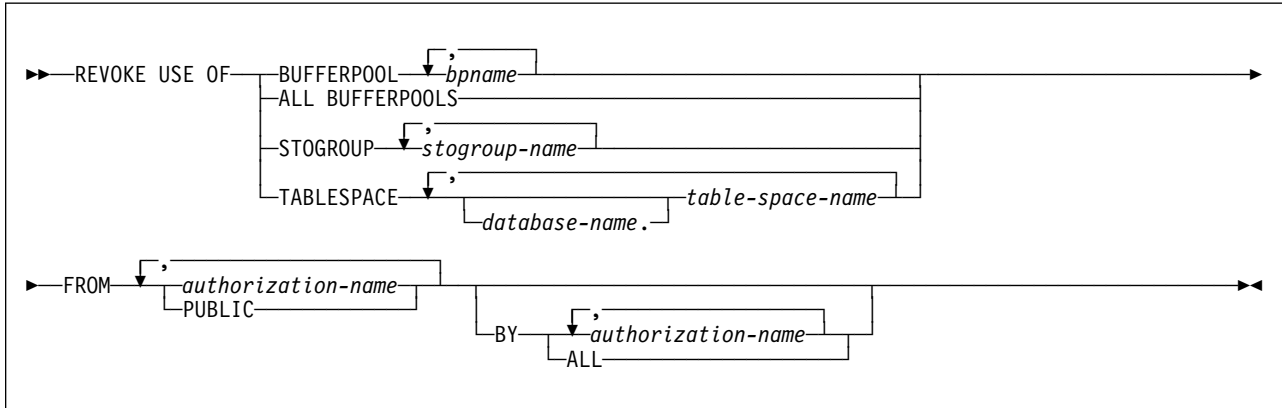 ,
REVOKE USE OF BUFFERPOOL bpname
ALL BUFFERPOOLS
,
STOGROUP stogroup-name
,
TABLESPACE table-space-name
database-name.
,
FROM authorization-name
PUBLIC
,
BY authorization-name
ALL